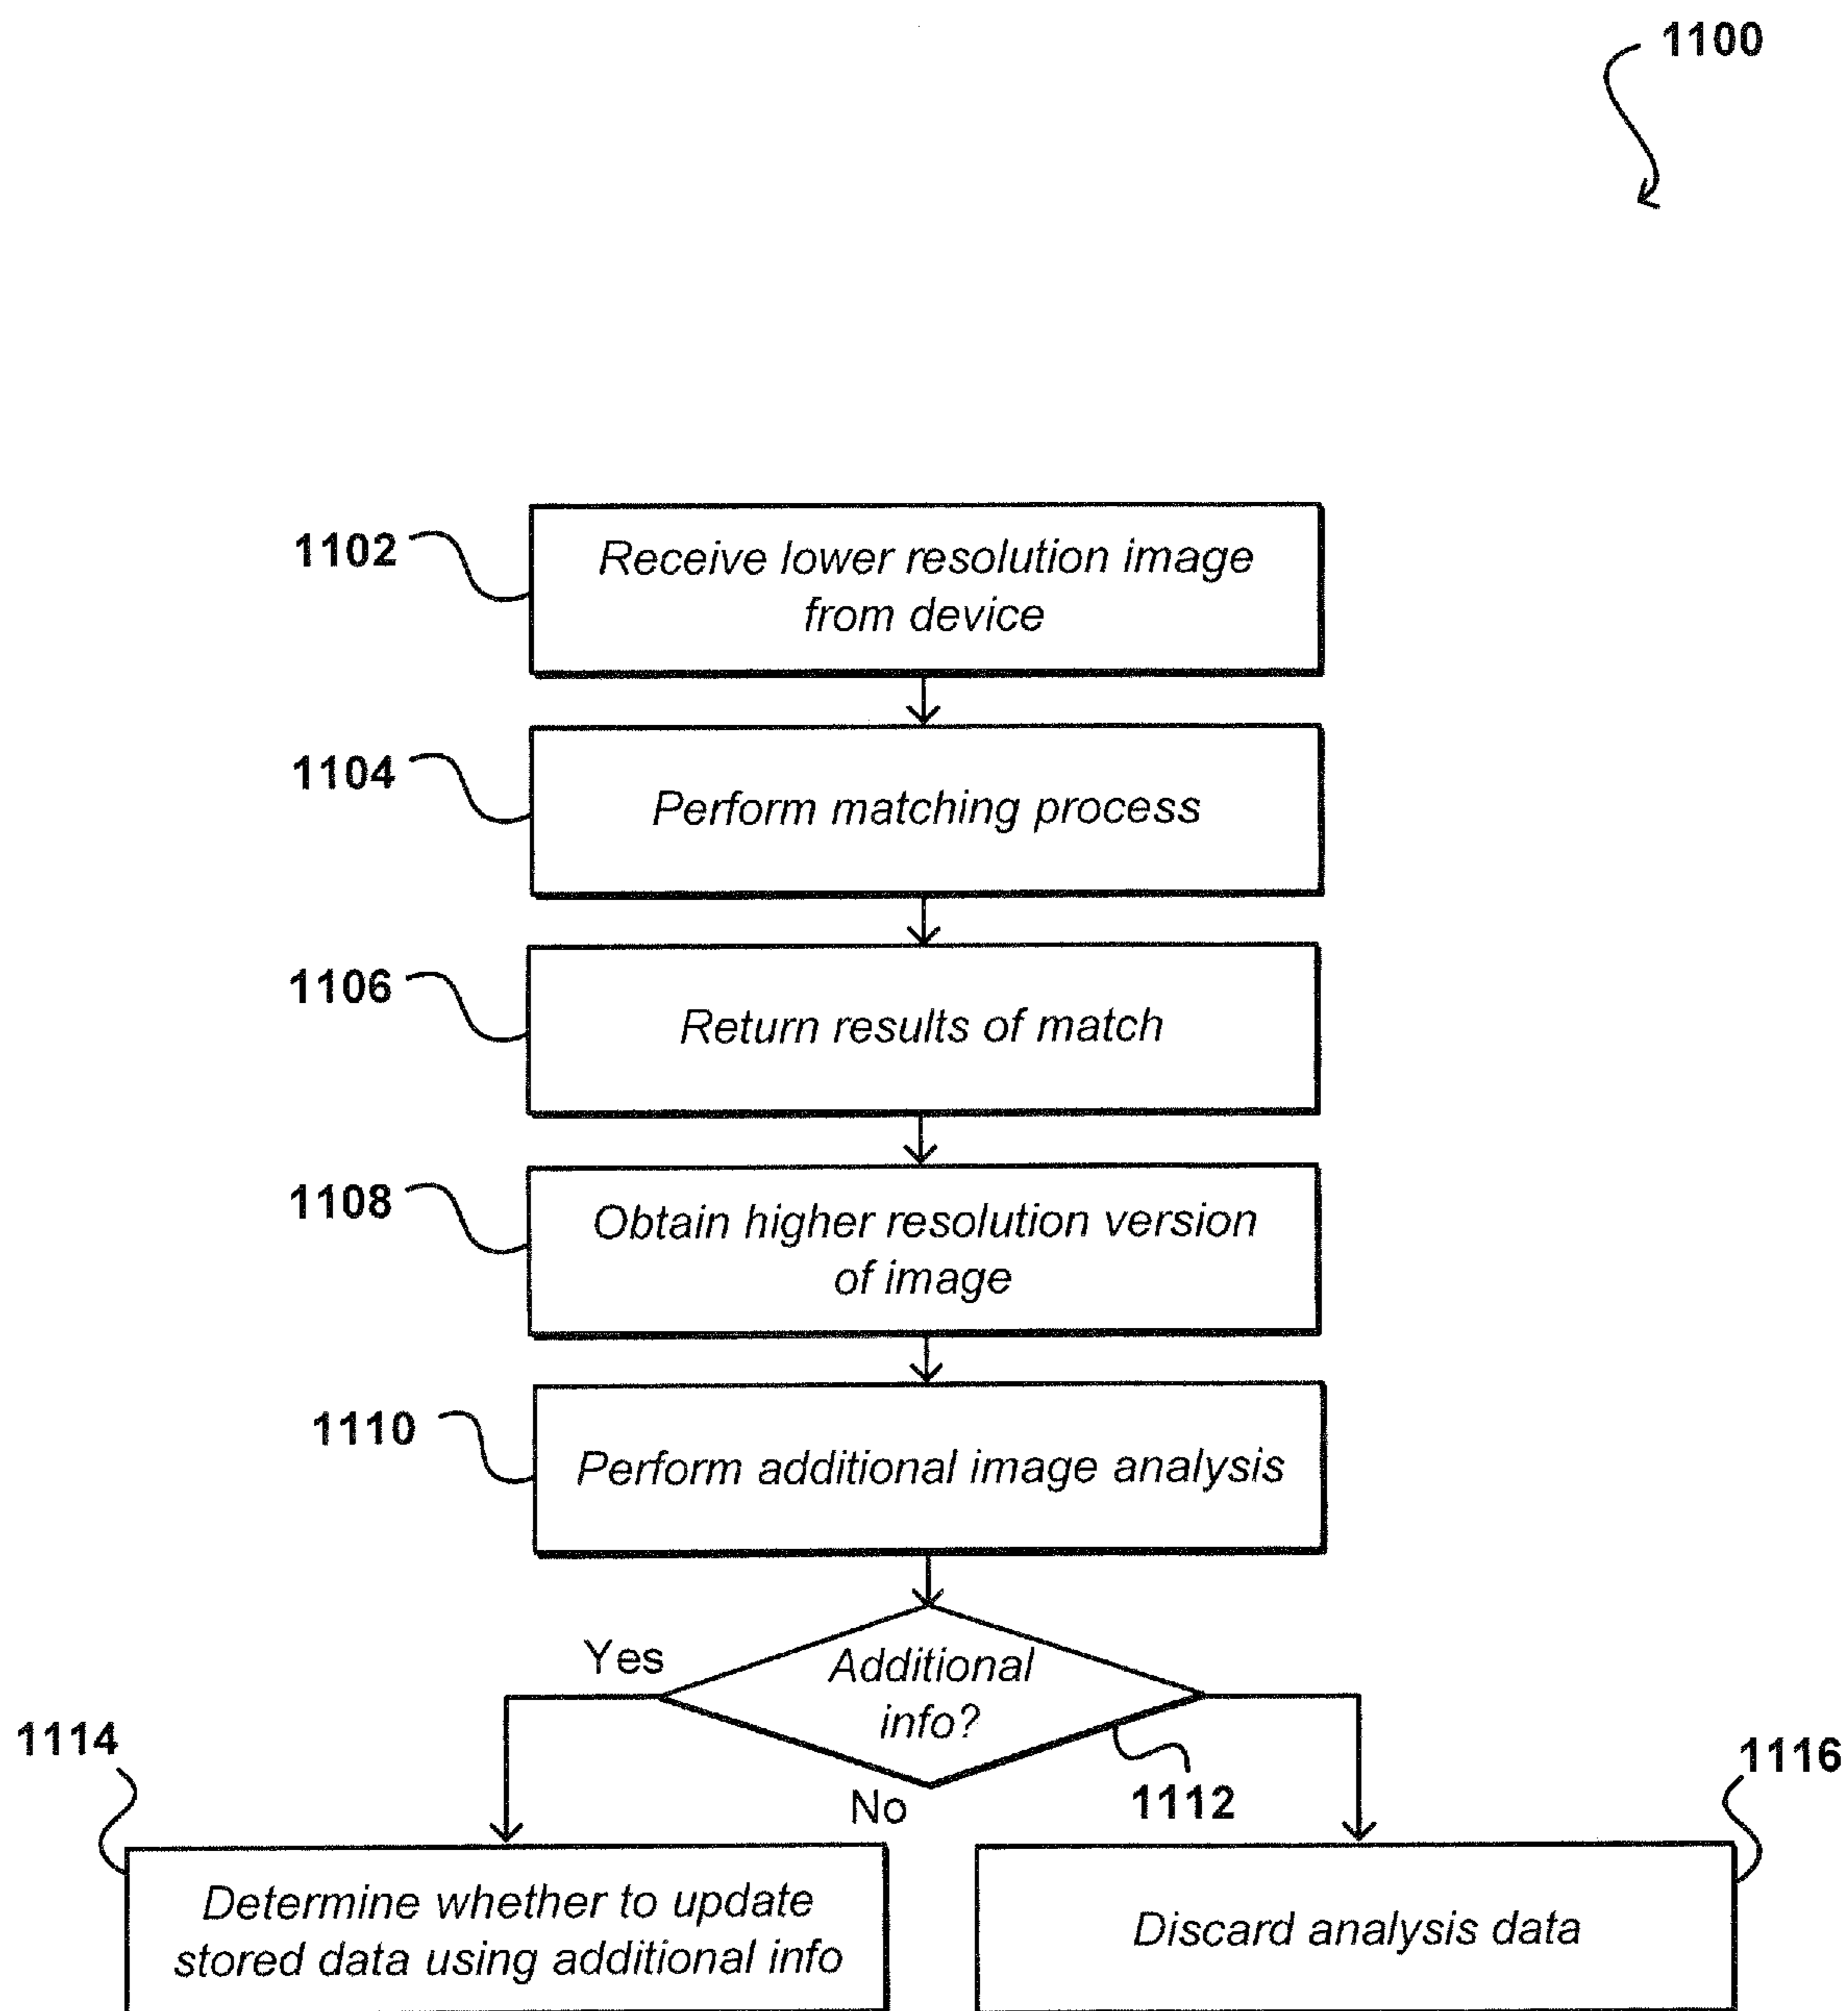 1100
1102
Receive lower resolution image
from device
1104
Perform matching process
1106
Return results of match
1108
Obtain higher resolution version
of image
1110
Perform additional image analysis
Yes
Additional
info?
No
1112
1114
1116
Determine whether to update
stored data using additional info
Discard analysis data